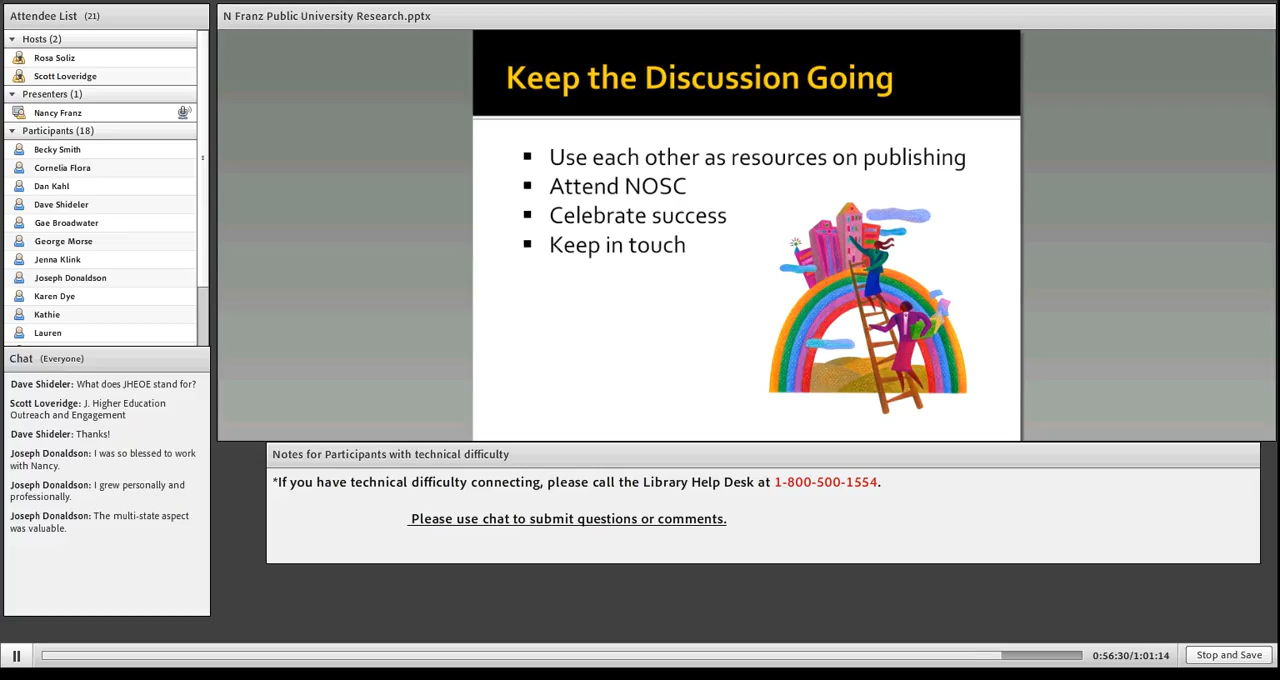 Attendee List (21)
Hosts (2)
Rosa Soliz
Scott Loveridge
Presenters (1)
Nancy Franz
Participants (18)
Becky Smith
Cornelia Flora
Dan Kahl
Dave Shideler
Gae Broadwater
George Morse
Jenna Klink
Joseph Donaldson
Karen Dye
Kathie
Lauren
Chat (Everyone)
Dave Shideler: What does JHEOE stand for?
Scott Loveridge: J. Higher Education
Outreach and Engagement
Dave Shideler: Thanks!
Joseph Donaldson: I was so blessed to work
with Nancy.
Joseph Donaldson: I grew personally and
professionally.
Joseph Donaldson: The multi-state aspect
was valuable.
N Franz Public University Research.pptx
Keep the Discussion Going
▪ Use each other as resources on publishing
▪ Attend NOSC
▪ Celebrate success
▪ Keep in touch
Notes for Participants with technical difficulty
*If you have technical difficulty connecting, please call the Library Help Desk at 1-800-500-1554.
Please use chat to submit questions or comments.
0:56:30/1:01:14
Stop and Save